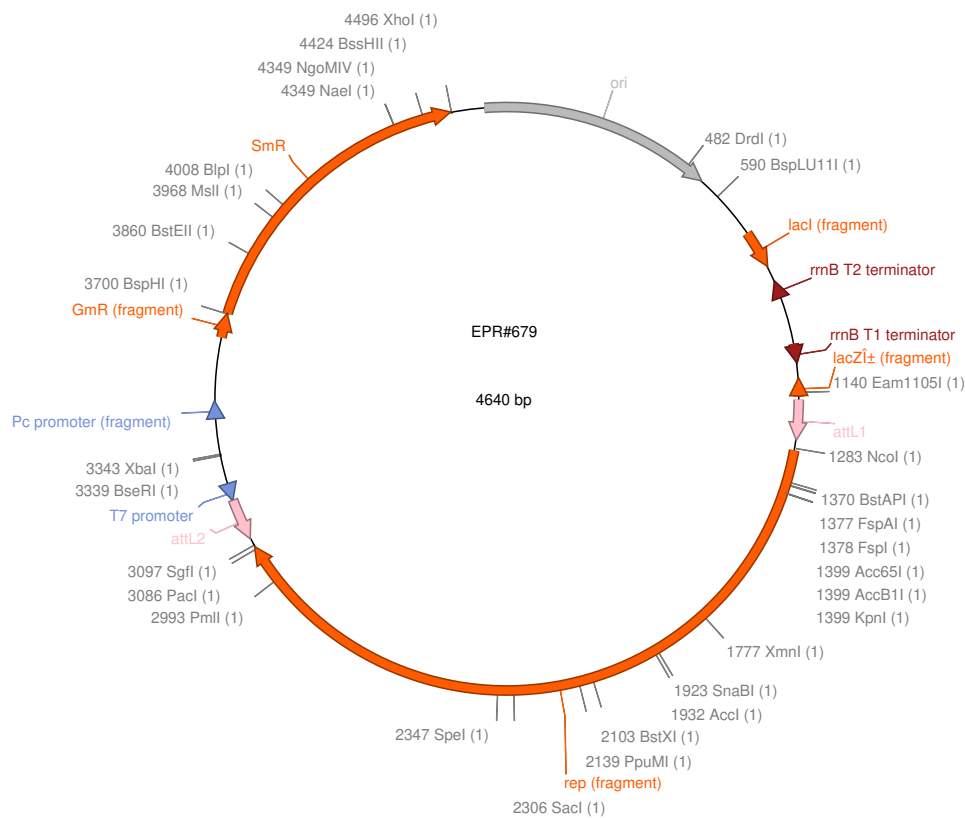 4496 XhoI (1)
4424 BssHII (1)
4349 NgoMIV (1)
4349 NaeI (1)
ori
482 DrdI (1)
590 BspLU11I (1)
SmR
4008 BlpI (1)
3968 MslI (1)
3860 BstEII (1)
3700 BspHI (1)
GmR (fragment)
lacI (fragment)
rrnB T2 terminator
EPR#679
4640 bp
rrnB T1 terminator
lacZÎ± (fragment)
1140 Eam1105I (1)
attL1
1283 NcoI (1)
Pc promoter (fragment)
3343 XbaI (1)
3339 BseRI (1)
T7 promoter
attL2
3097 SgfI (1)
3086 PacI (1)
2993 PmlI (1)
1370 BstAPI (1)
1377 FspAI (1)
1378 FspI (1)
1399 Acc65I (1)
1399 AccB1I (1)
1399 KpnI (1)
1777 XmnI (1)
1923 SnaBI (1)
1932 AccI (1)
2103 BstXI (1)
2139 PpuMI (1)
rep (fragment)
2306 SacI (1)
2347 SpeI (1)